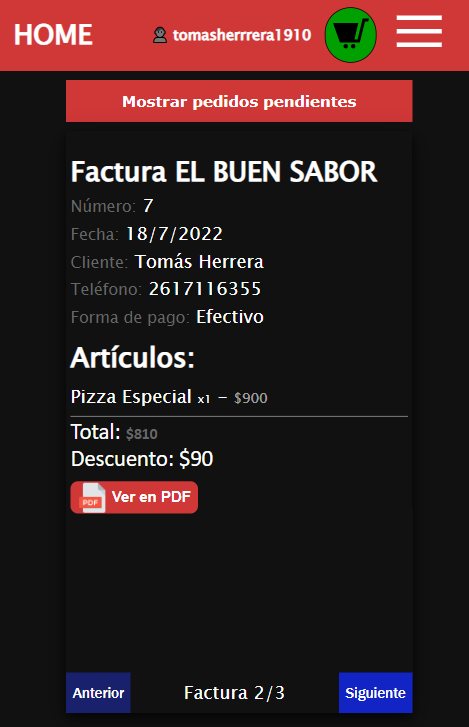 HOME
tomasherrrera1910
Mostrar pedidos pendientes
Factura EL BUEN SABOR
Número: 7
Fecha: 18/7/2022
Cliente: Tomás Herrera
Teléfono: 2617116355
Forma de pago: Efectivo
Artículos:
Pizza Especial x1 - $900
Total: $810
Descuento: $90
PDF Ver en PDF
Anterior
Factura 2/3
Siguiente